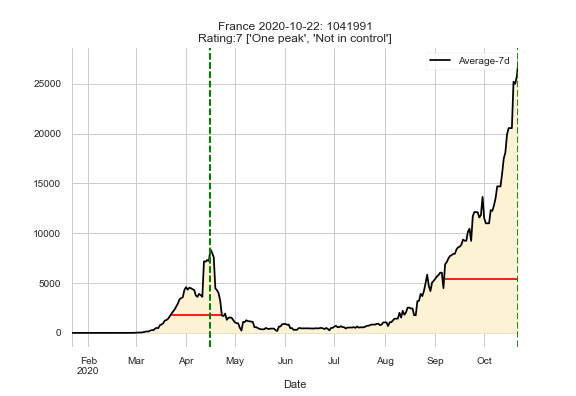 France 2020-10-22: 1041991
Rating:7 ['One peak', 'Not in control']
Average-7d
25000
20000
15000
10000
5000
0
Feb
2020
Mar
Apr
May
Jun
Jul
Aug
Sep
Oct
Date